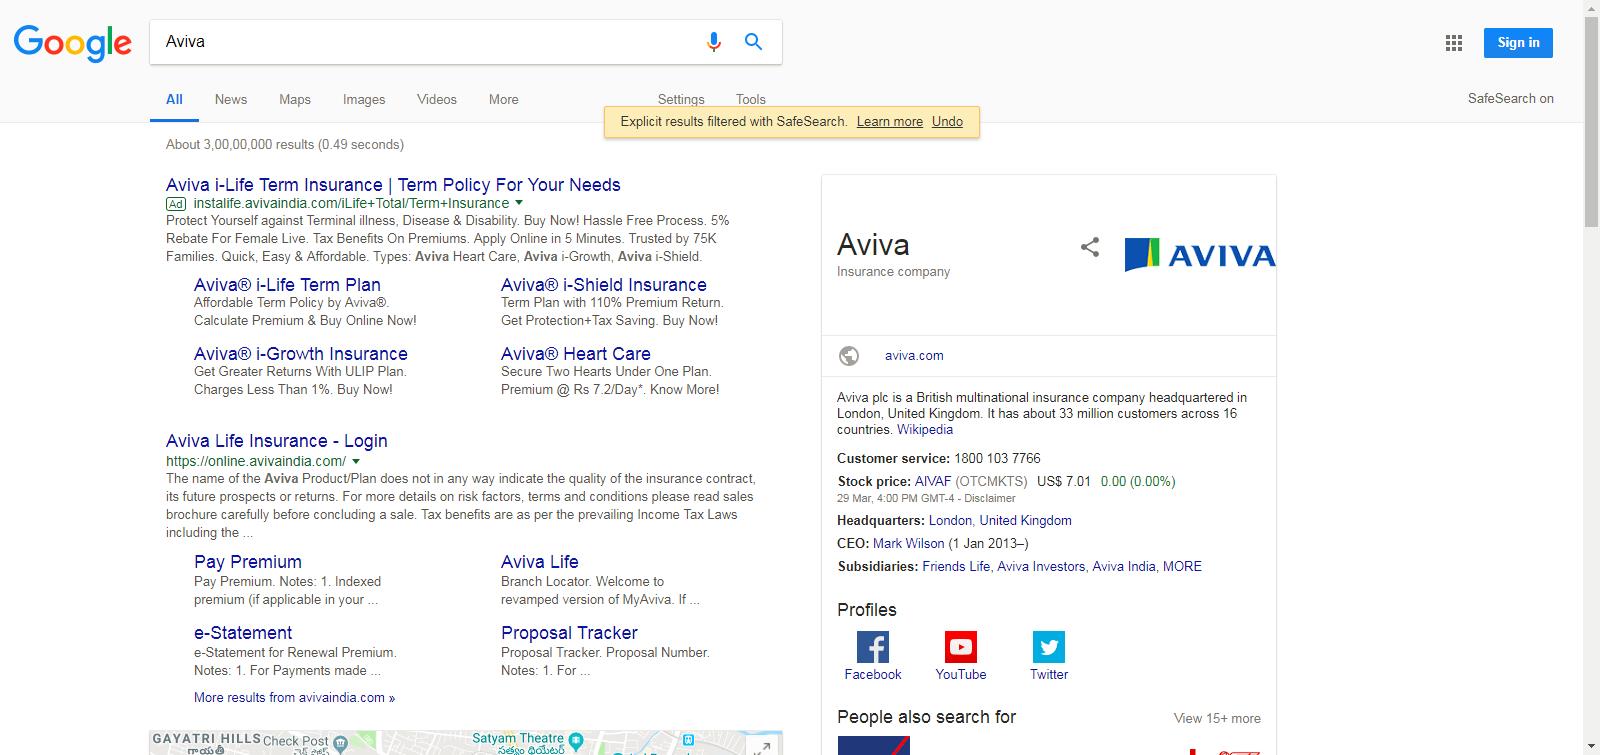 Google
Aviva
Sign in
All News Maps Images Videos More Settings Tools
SafeSearch on
Explicit results filtered with SafeSearch. Learn more Undo
About 3,00,00,000 results (0.49 seconds)
Aviva i-Life Term Insurance | Term Policy For Your Needs
Ad instalife.avivaindia.com/iLife+Total/Term+Insurance
Protect Yourself against Terminal illness, Disease & Disability. Buy Now! Hassle Free Process. 5%
Rebate For Female Live. Tax Benefits On Premiums. Apply Online in 5 Minutes. Trusted by 75K
Families. Quick, Easy & Affordable. Types: Aviva Heart Care, Aviva i-Growth, Aviva i-Shield.
Aviva® i-Life Term Plan
Affordable Term Policy by Aviva®.
Calculate Premium & Buy Online Now!
Aviva® i-Shield Insurance
Term Plan with 110% Premium Return.
Get Protection+Tax Saving. Buy Now!
Aviva® i-Growth Insurance
Get Greater Returns With ULIP Plan.
Charges Less Than 1%. Buy Now!
Aviva® Heart Care
Secure Two Hearts Under One Plan.
Premium @ Rs 7.2/Day*. Know More!
Aviva Life Insurance - Login
https://online.avivaindia.com/
The name of the Aviva Product/Plan does not in any way indicate the quality of the insurance contract,
its future prospects or returns. For more details on risk factors, terms and conditions please read sales
brochure carefully before concluding a sale. Tax benefits are as per the prevailing Income Tax Laws
including the ...
Pay Premium
Pay Premium. Notes: 1. Indexed
premium (if applicable in your ...
Aviva Life
Branch Locator. Welcome to
revamped version of MyAviva. If ...
e-Statement
e-Statement for Renewal Premium.
Notes: 1. For Payments made ...
Proposal Tracker
Proposal Tracker. Proposal Number.
Notes: 1. For ...
More results from avivaindia.com »
GAYATRI HILLS
గాయత్రి
Check Post
చెక్ పోస్ట్
Satyam Theatre
సత్యం థియేటర్
Aviva
Insurance company
AVIVA
aviva.com
Aviva plc is a British multinational insurance company headquartered in
London, United Kingdom. It has about 33 million customers across 16
countries. Wikipedia
Customer service: 1800 103 7766
Stock price: AIVAF (OTCMKTS) US$ 7.01 0.00 (0.00%)
29 Mar, 4:00 PM GMT-4 - Disclaimer
Headquarters: London, United Kingdom
CEO: Mark Wilson (1 Jan 2013–)
Subsidiaries: Friends Life, Aviva Investors, Aviva India, MORE
Profiles
Facebook YouTube Twitter
People also search for View 15+ more